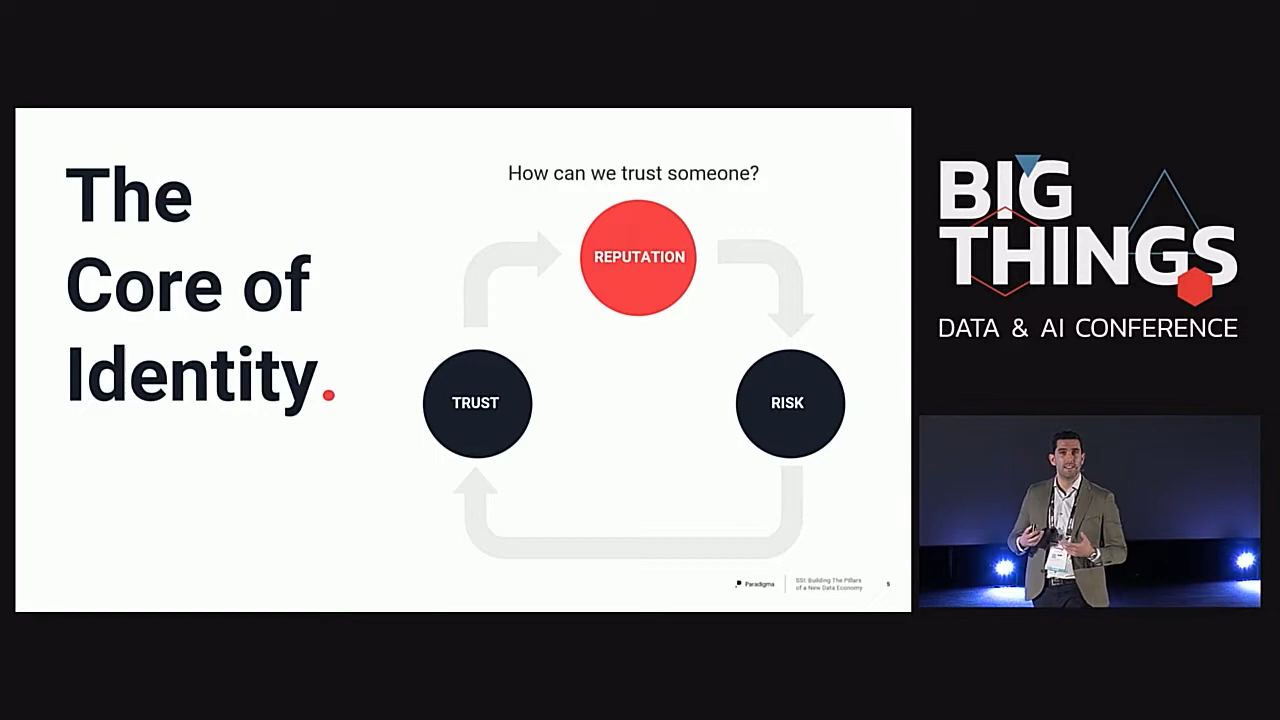 The
Core of
Identity.
How can we trust someone?
REPUTATION
TRUST
RISK
Paradigma
SSI: Building The Pillars
of a New Data Economy
5
BIG
THINGS
DATA & AI CONFERENCE